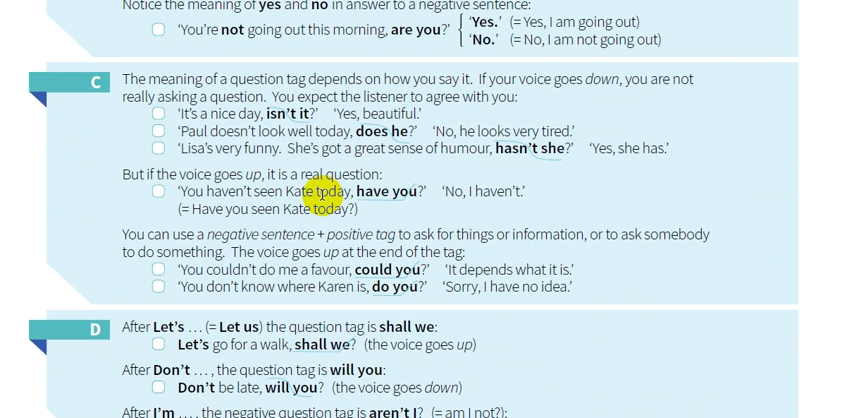 Notice the meaning of yes and no in answer to a negative sentence:
‘You’re not going out this morning, are you?’ { ‘Yes.’ (= Yes, I am going out)
‘No.’ (= No, I am not going out)
C
The meaning of a question tag depends on how you say it. If your voice goes down, you are not
really asking a question. You expect the listener to agree with you:
‘It’s a nice day, isn’t it?’ ‘Yes, beautiful.’
‘Paul doesn’t look well today, does he?’ ‘No, he looks very tired.’
‘Lisa’s very funny. She’s got a great sense of humour, hasn’t she?’ ‘Yes, she has.’
But if the voice goes up, it is a real question:
‘You haven’t seen Kate today, have you?’ ‘No, I haven’t.’
(= Have you seen Kate today?)
You can use a negative sentence + positive tag to ask for things or information, or to ask somebody
to do something. The voice goes up at the end of the tag:
‘You couldn’t do me a favour, could you?’ ‘It depends what it is.’
‘You don’t know where Karen is, do you?’ ‘Sorry, I have no idea.’
D
After Let’s … (= Let us) the question tag is shall we:
Let’s go for a walk, shall we? (the voice goes up)
After Don’t … , the question tag is will you:
Don’t be late, will you? (the voice goes down)
After I’m … , the negative question tag is aren’t I? (= am I not?):